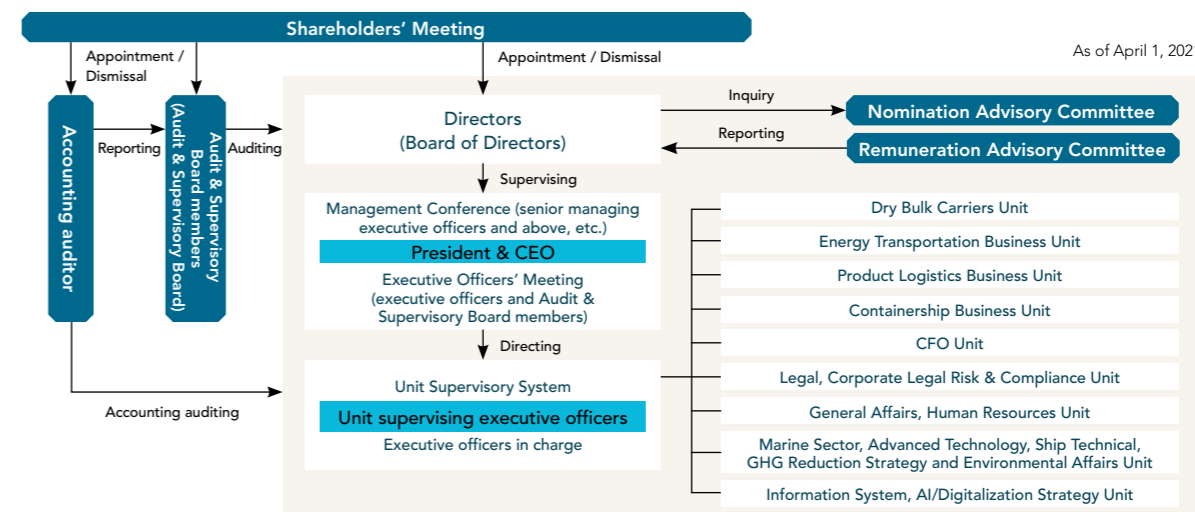 Shareholders’ Meeting
As of April 1, 202
Appointment /
Dismissal
Appointment / Dismissal
Accounting auditor
Reporting
Audit & Supervisory
Board members
(Audit & Supervisory Board)
Auditing
Directors
(Board of Directors)
Inquiry
Reporting
Nomination Advisory Committee
Remuneration Advisory Committee
Supervising
Management Conference (senior managing
executive officers and above, etc.)
President & CEO
Executive Officers’ Meeting
(executive officers and Audit &
Supervisory Board members)
Directing
Unit Supervisory System
Unit supervising executive officers
Executive officers in charge
Accounting auditing
Dry Bulk Carriers Unit
Energy Transportation Business Unit
Product Logistics Business Unit
Containership Business Unit
CFO Unit
Legal, Corporate Legal Risk & Compliance Unit
General Affairs, Human Resources Unit
Marine Sector, Advanced Technology, Ship Technical,
GHG Reduction Strategy and Environmental Affairs Unit
Information System, AI/Digitalization Strategy Unit